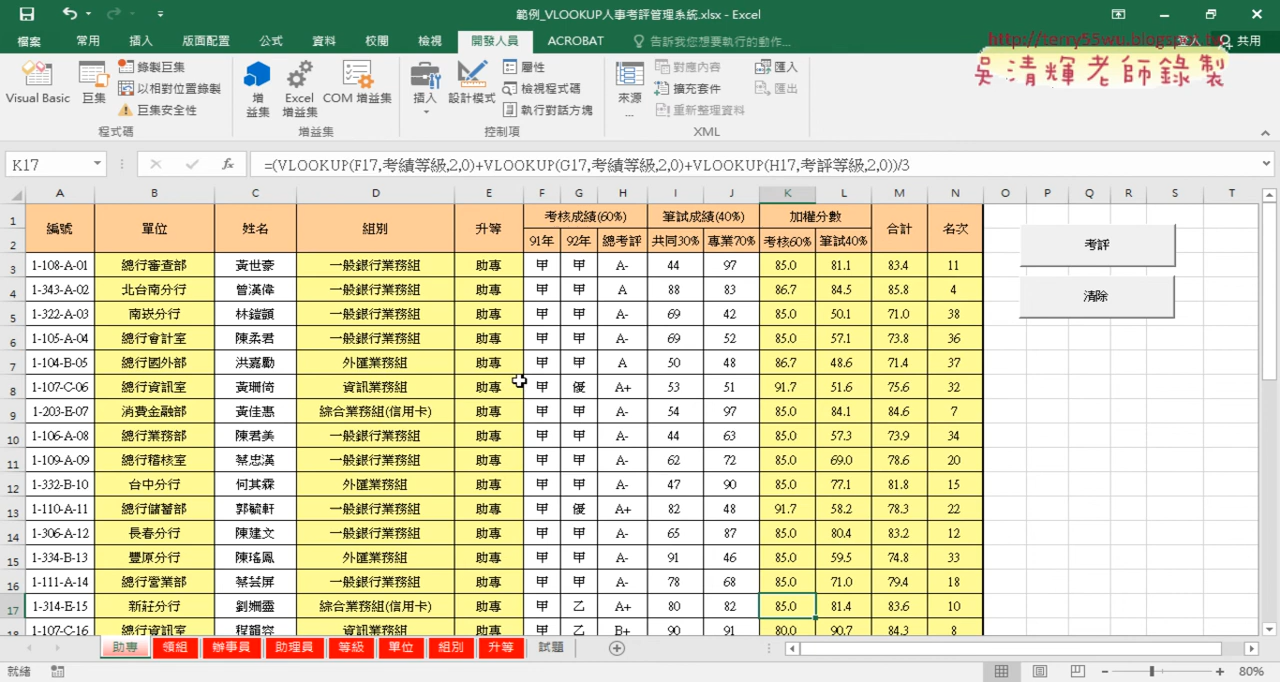 範例_VLOOKUP人事考評管理系統.xlsx - Excel
檔案 常用 插入 版面配置 公式 資料 校閱 檢視 開發人員 ACROBAT 告訴我您想要執行的動作... 登入 共用
http://terry55wu.blogspot.tw
吳清輝老師錄製
Visual Basic 巨集 錄製巨集 以相對位置錄製 巨集安全性 程式碼
增益集 Excel 增益集 COM 增益集 增益集
插入 設計模式 屬性 檢視程式碼 執行對話方塊 控制項
來源... 對應內容 擴充套件 重新整理資料 匯入 匯出 XML
K17 fx =(VLOOKUP(F17,考績等級,2,0)+VLOOKUP(G17,考績等級,2,0)+VLOOKUP(H17,考評等級,2,0))/3
A B C D E F G H I J K L M N O P Q R S T
1 編號 單位 姓名 組別 升等 考核成績(60%) 筆試成績(40%) 加權分數 合計 名次
2 91年 92年 總考評 共同30% 專業70% 考核60% 筆試40%
考評
清除
3 1-108-A-01 總行審查部 黃世豪 一般銀行業務組 助專 甲 甲 A- 44 97 85.0 81.1 83.4 11
4 1-343-A-02 北台南分行 曾漢偉 一般銀行業務組 助專 甲 甲 A 88 83 86.7 84.5 85.8 4
5 1-322-A-03 南崁分行 林鎧頷 一般銀行業務組 助專 甲 甲 A- 69 42 85.0 50.1 71.0 38
6 1-105-A-04 總行會計室 陳柔君 一般銀行業務組 助專 甲 甲 A- 69 52 85.0 57.1 73.8 36
7 1-104-B-05 總行國外部 洪嘉勳 外匯業務組 助專 甲 甲 A 50 48 86.7 48.6 71.4 37
8 1-107-C-06 總行資訊室 黃珊倚 資訊業務組 助專 甲 優 A+ 53 51 91.7 51.6 75.6 32
9 1-203-E-07 消費金融部 黃佳惠 綜合業務組(信用卡) 助專 甲 甲 A- 54 97 85.0 84.1 84.6 7
10 1-106-A-08 總行業務部 陳君美 一般銀行業務組 助專 甲 甲 A- 44 63 85.0 57.3 73.9 34
11 1-109-A-09 總行稽核室 蔡忠漢 一般銀行業務組 助專 甲 甲 A- 62 72 85.0 69.0 78.6 20
12 1-332-B-10 台中分行 何其霖 外匯業務組 助專 甲 甲 A- 47 90 85.0 77.1 81.8 15
13 1-110-A-11 總行儲蓄部 郭毓軒 一般銀行業務組 助專 甲 優 A+ 82 48 91.7 58.2 78.3 22
14 1-306-A-12 長春分行 陳建文 一般銀行業務組 助專 甲 甲 A- 65 87 85.0 80.4 83.2 12
15 1-334-B-13 豐原分行 陳瑤鳳 外匯業務組 助專 甲 甲 A- 91 46 85.0 59.5 74.8 33
16 1-111-A-14 總行營業部 蔡芸屏 一般銀行業務組 助專 甲 甲 A- 78 68 85.0 71.0 79.4 18
17 1-314-E-15 新莊分行 劉姍靈 綜合業務組(信用卡) 助專 甲 乙 A+ 80 82 85.0 81.4 83.6 10
18 1-107-C-16 總行資訊室 程韻容 資訊業務組 助專 甲 乙 B+ 90 91 80.0 90.7 84.3 8
助專 領組 辦事員 助理員 等級 單位 組別 升等 試題
就緒 80%